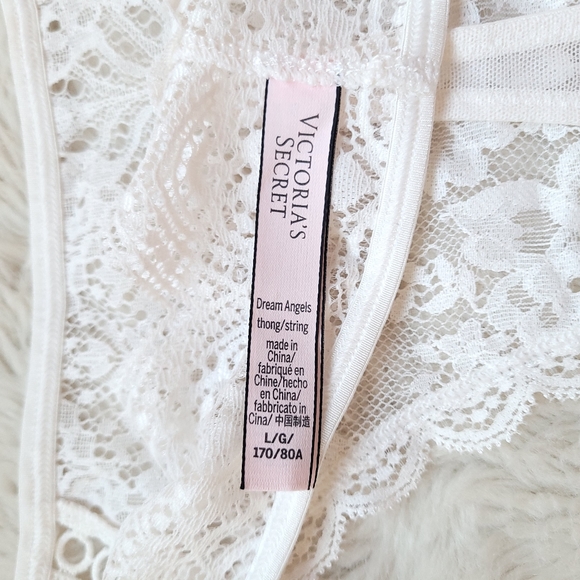 VICTORIA'S
SECRET
Dream Angels
thong/string
made in
China/
fabriqué en
Chine/hecho
en China/
fabbricato in
Cina/ 中国制造
L/G/
170/80A